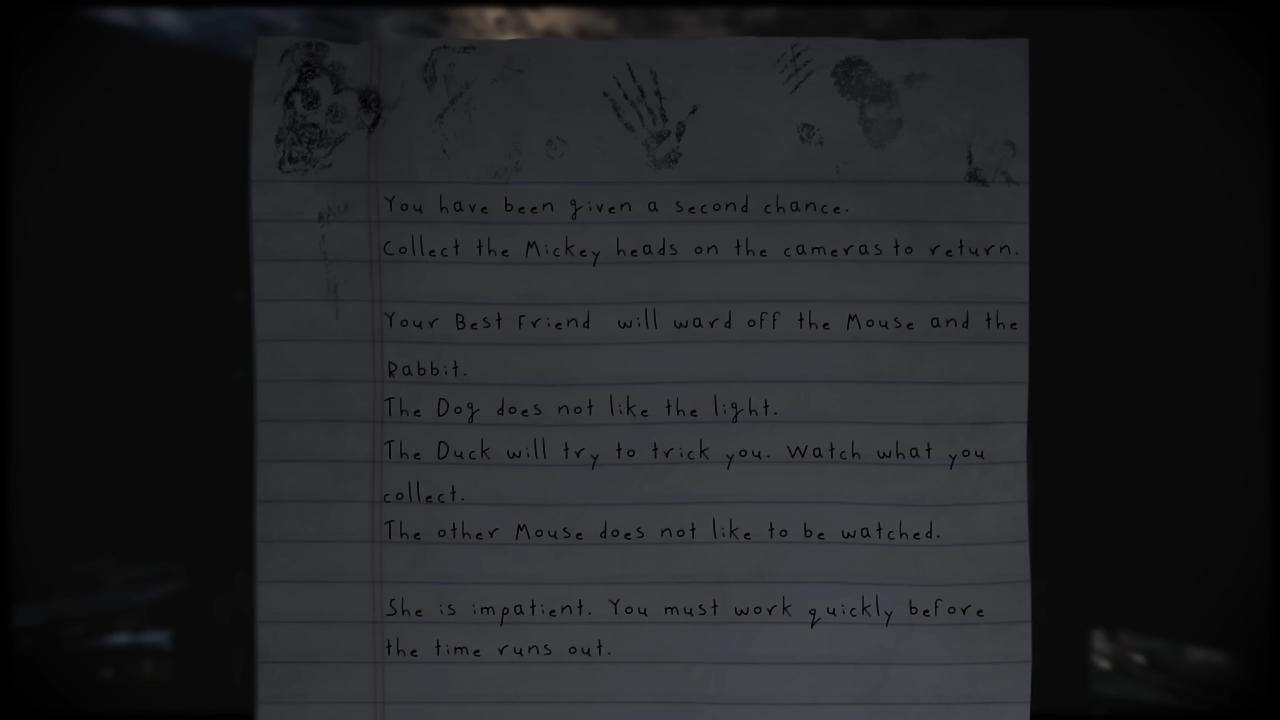 You have been given a second chance.
Collect the Mickey heads on the cameras to return.
Your Best Friend will ward off the Mouse and the
Rabbit.
The Dog does not like the light.
The Duck will try to trick you. Watch what you
collect.
The other Mouse does not like to be watched.
She is impatient. You must work quickly before
the time runs out.